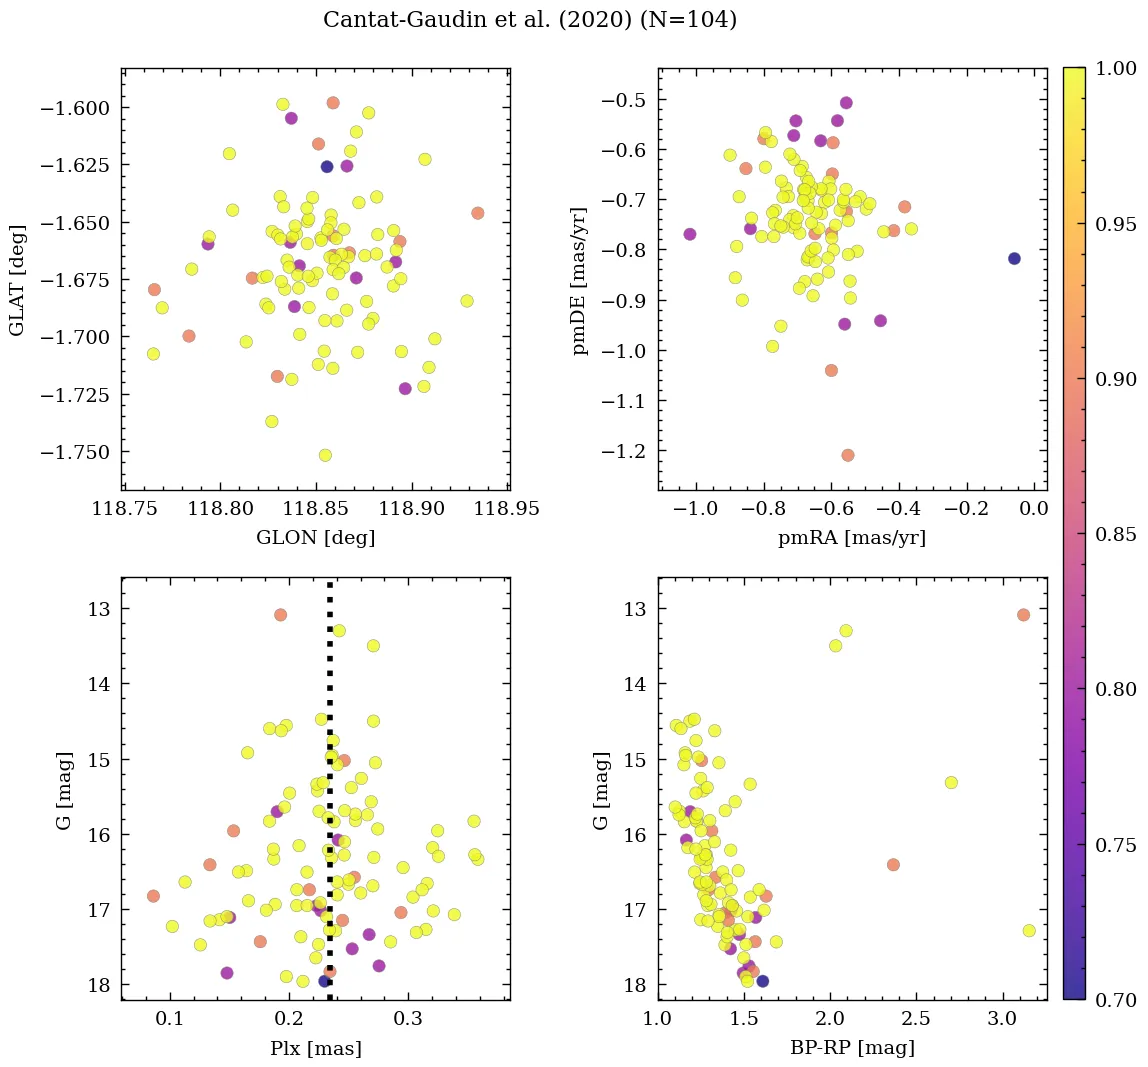 Cantat-Gaudin et al. (2020) (N=104)
−1.600
−1.625
−1.650
−1.675
−1.700
−1.725
−1.750
GLAT [deg]
118.75 118.80 118.85 118.90 118.95
GLON [deg]
−0.5
−0.6
−0.7
−0.8
−0.9
−1.0
−1.1
−1.2
pmDE [mas/yr]
−1.0 −0.8 −0.6 −0.4 −0.2 0.0
pmRA [mas/yr]
13
14
15
16
17
18
G [mag]
0.1 0.2 0.3
Plx [mas]
13
14
15
16
17
18
G [mag]
1.0 1.5 2.0 2.5 3.0
BP-RP [mag]
1.00
0.95
0.90
0.85
0.80
0.75
0.70